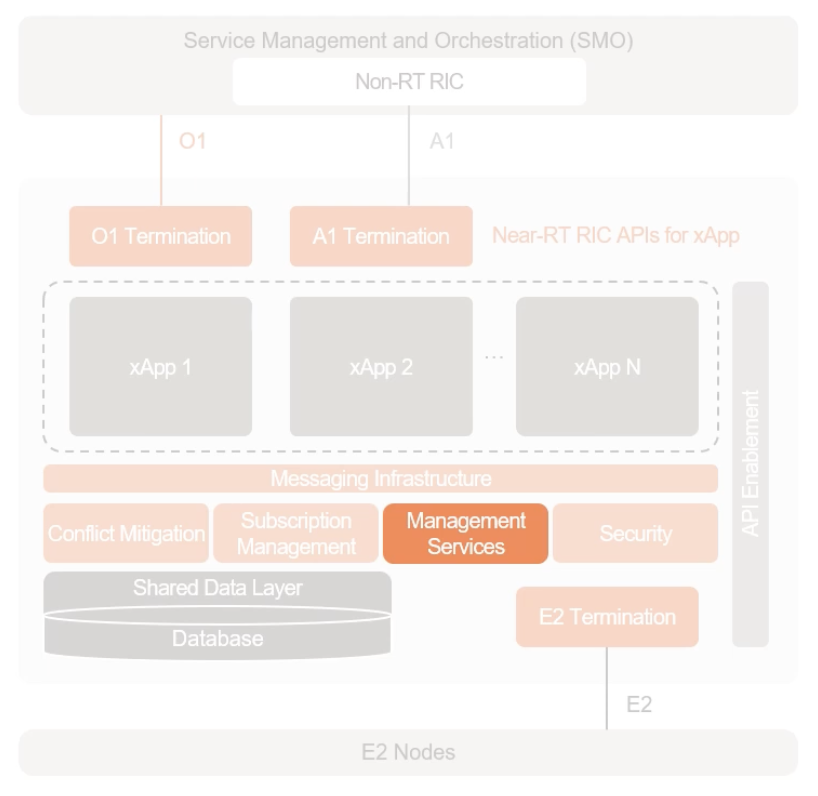 Service Management and Orchestration (SMO)
Non-RT RIC
O1
A1
O1 Termination
A1 Termination
Near-RT RIC APIs for xApp
xApp 1
xApp 2
...
xApp N
API Enablement
Messaging Infrastructure
Conflict Mitigation
Subscription
Management
Management
Services
Security
Shared Data Layer
Database
E2 Termination
E2
E2 Nodes